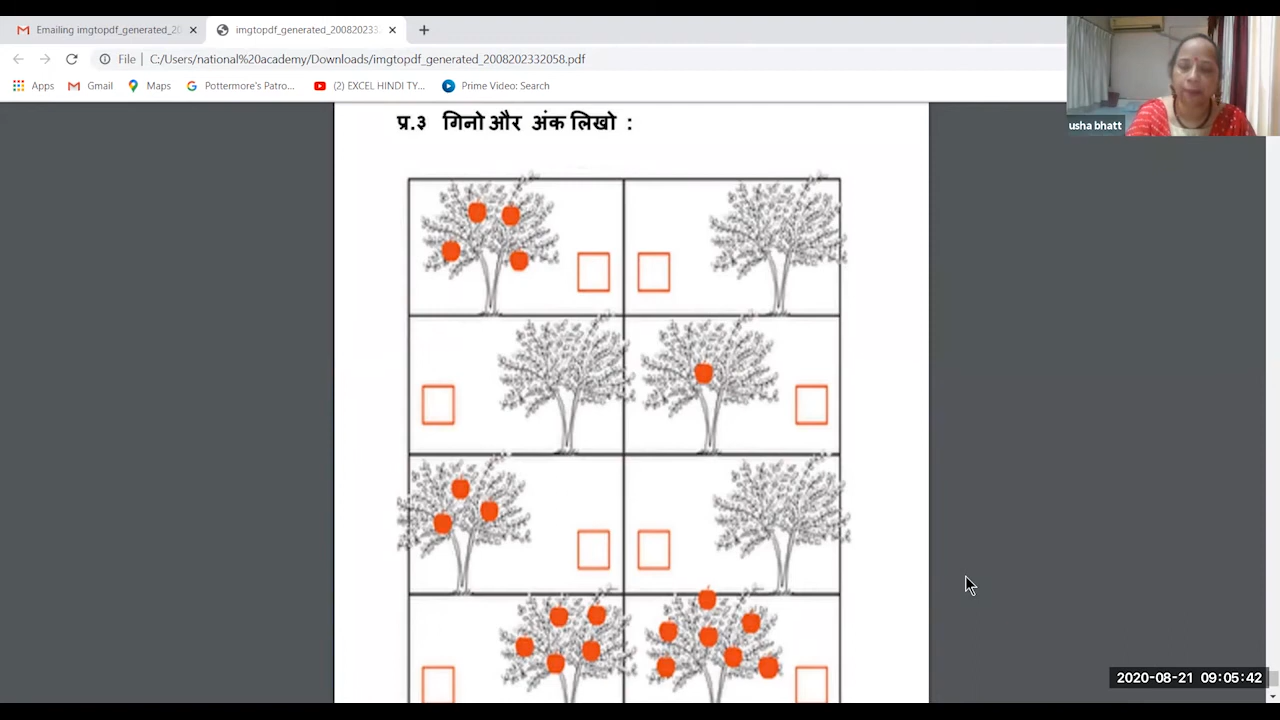 Emailing imgtopdf_generated_20
imgtopdf_generated_20082023
File
C:/Users/national%20academy/Downloads/imgtopdf_generated_2008202332058.pdf
Apps
Gmail
Maps
Pottermore's Patro...
(2) EXCEL HINDI TY...
Prime Video: Search
usha bhatt
प्र.३ गिनो और अंक लिखो :
2020-08-21 09:05:42